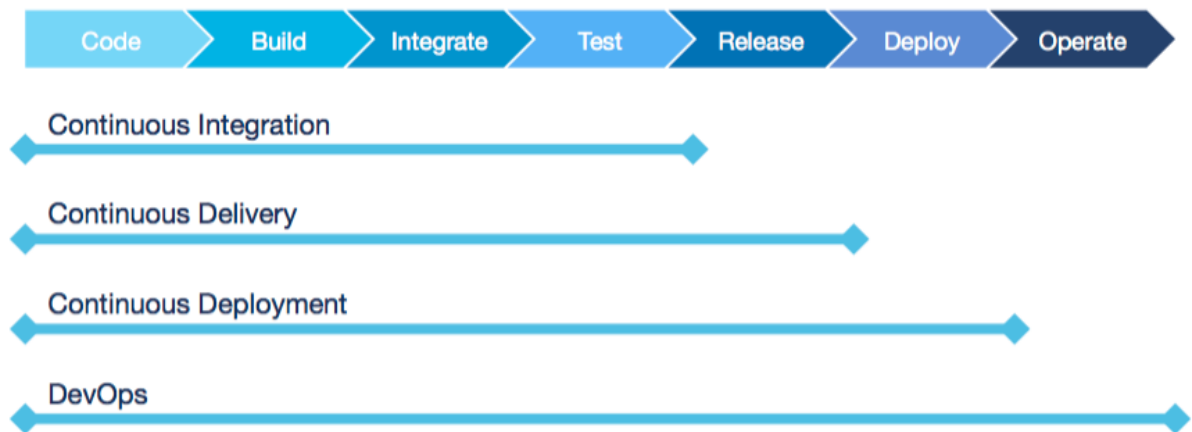 Code Build Integrate Test Release Deploy Operate
Continuous Integration
Continuous Delivery
Continuous Deployment
DevOps